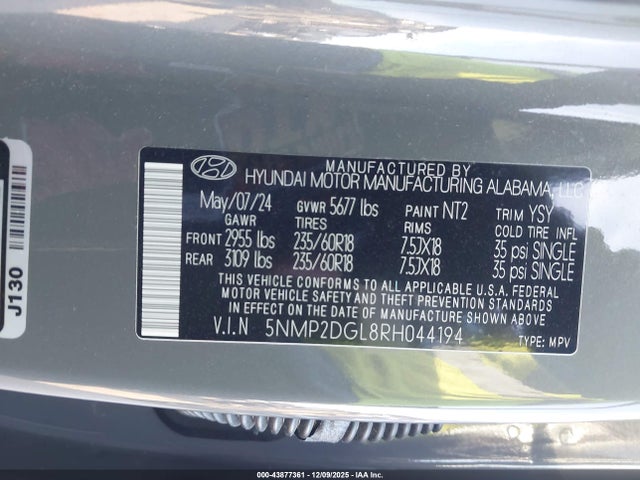 J130
MANUFACTURED BY
HYUNDAI MOTOR MANUFACTURING ALABAMA, LLC
May/07/24 GVWR 5677 lbs PAINT NT2 TRIM YSY
GAWR TIRES RIMS COLD TIRE INFL
FRONT 2955 lbs 235/60R18 7.5JX18 35 psi SINGLE
REAR 3109 lbs 235/60R18 7.5JX18 35 psi SINGLE
THIS VEHICLE CONFORMS TO ALL APPLICABLE U.S.A. FEDERAL
MOTOR VEHICLE SAFETY AND THEFT PREVENTION STANDARDS
IN EFFECT ON THE DATE OF MANUFACTURE SHOWN ABOVE.
V.I.N 5NMP2DGL8RH044194 TYPE: MPV
00-43877361 - 12/09/2025 - IAA Inc.